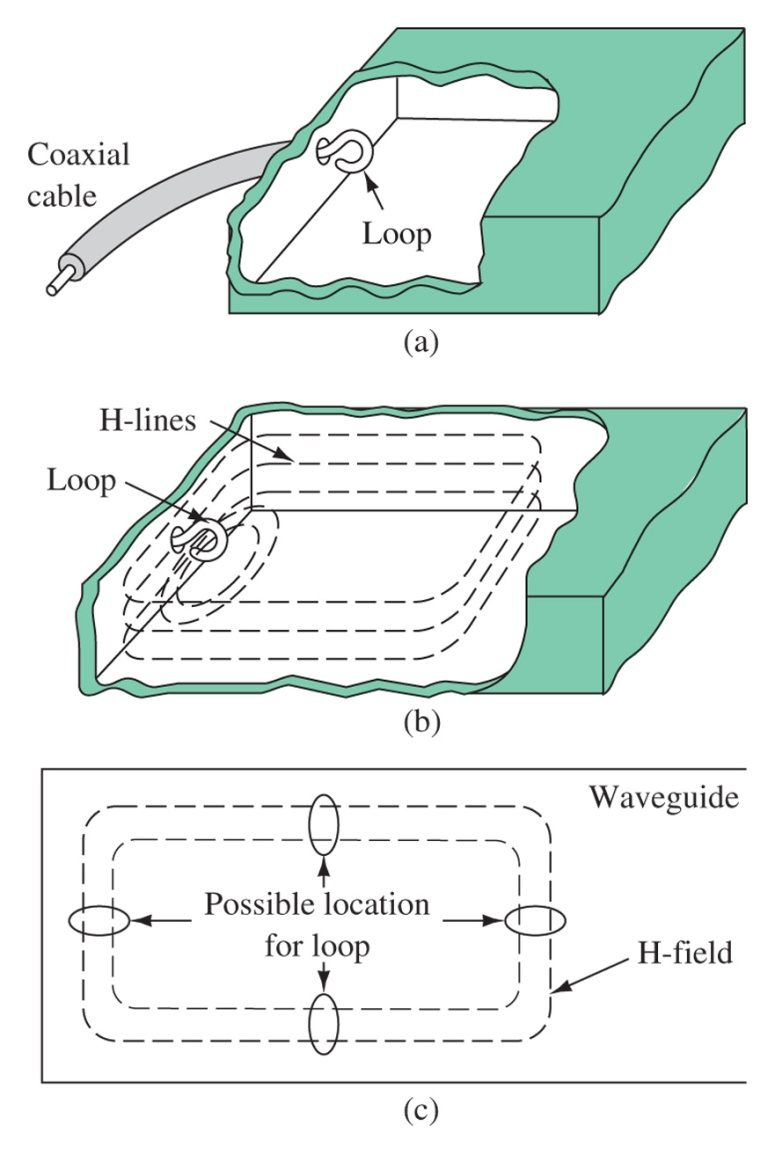 Coaxial
cable
Loop
(a)
H-lines
Loop
(b)
Waveguide
Possible location
for loop
H-field
(c)